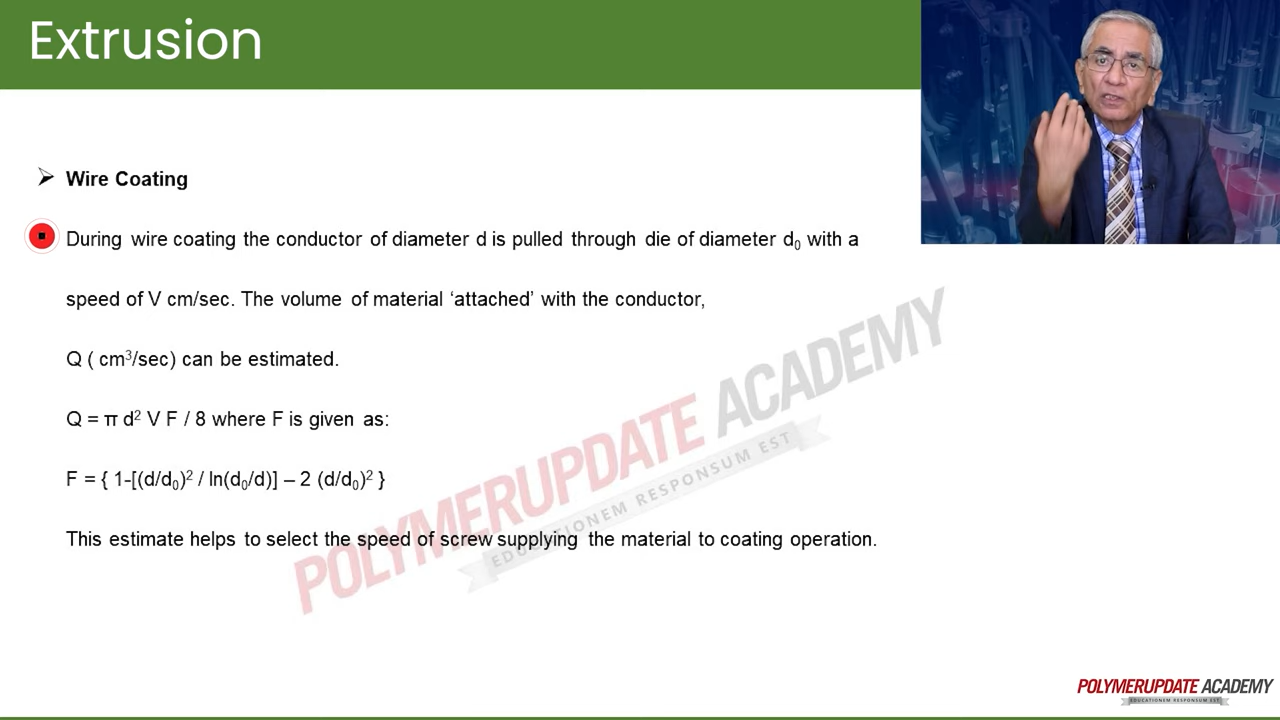 Extrusion
➢ Wire Coating
During wire coating the conductor of diameter d is pulled through die of diameter d₀ with a
speed of V cm/sec. The volume of material ‘attached’ with the conductor,
Q ( cm³/sec) can be estimated.
Q = π d² V F / 8 where F is given as:
F = { 1-[(d/d₀)² / ln(d₀/d)] – 2 (d/d₀)² }
This estimate helps to select the speed of screw supplying the material to coating operation.
POLYMERUPDATE ACADEMY
EDUCATIONEM RESPONSUM EST
POLYMERUPDATE ACADEMY
EDUCATIONEM RESPONSUM EST